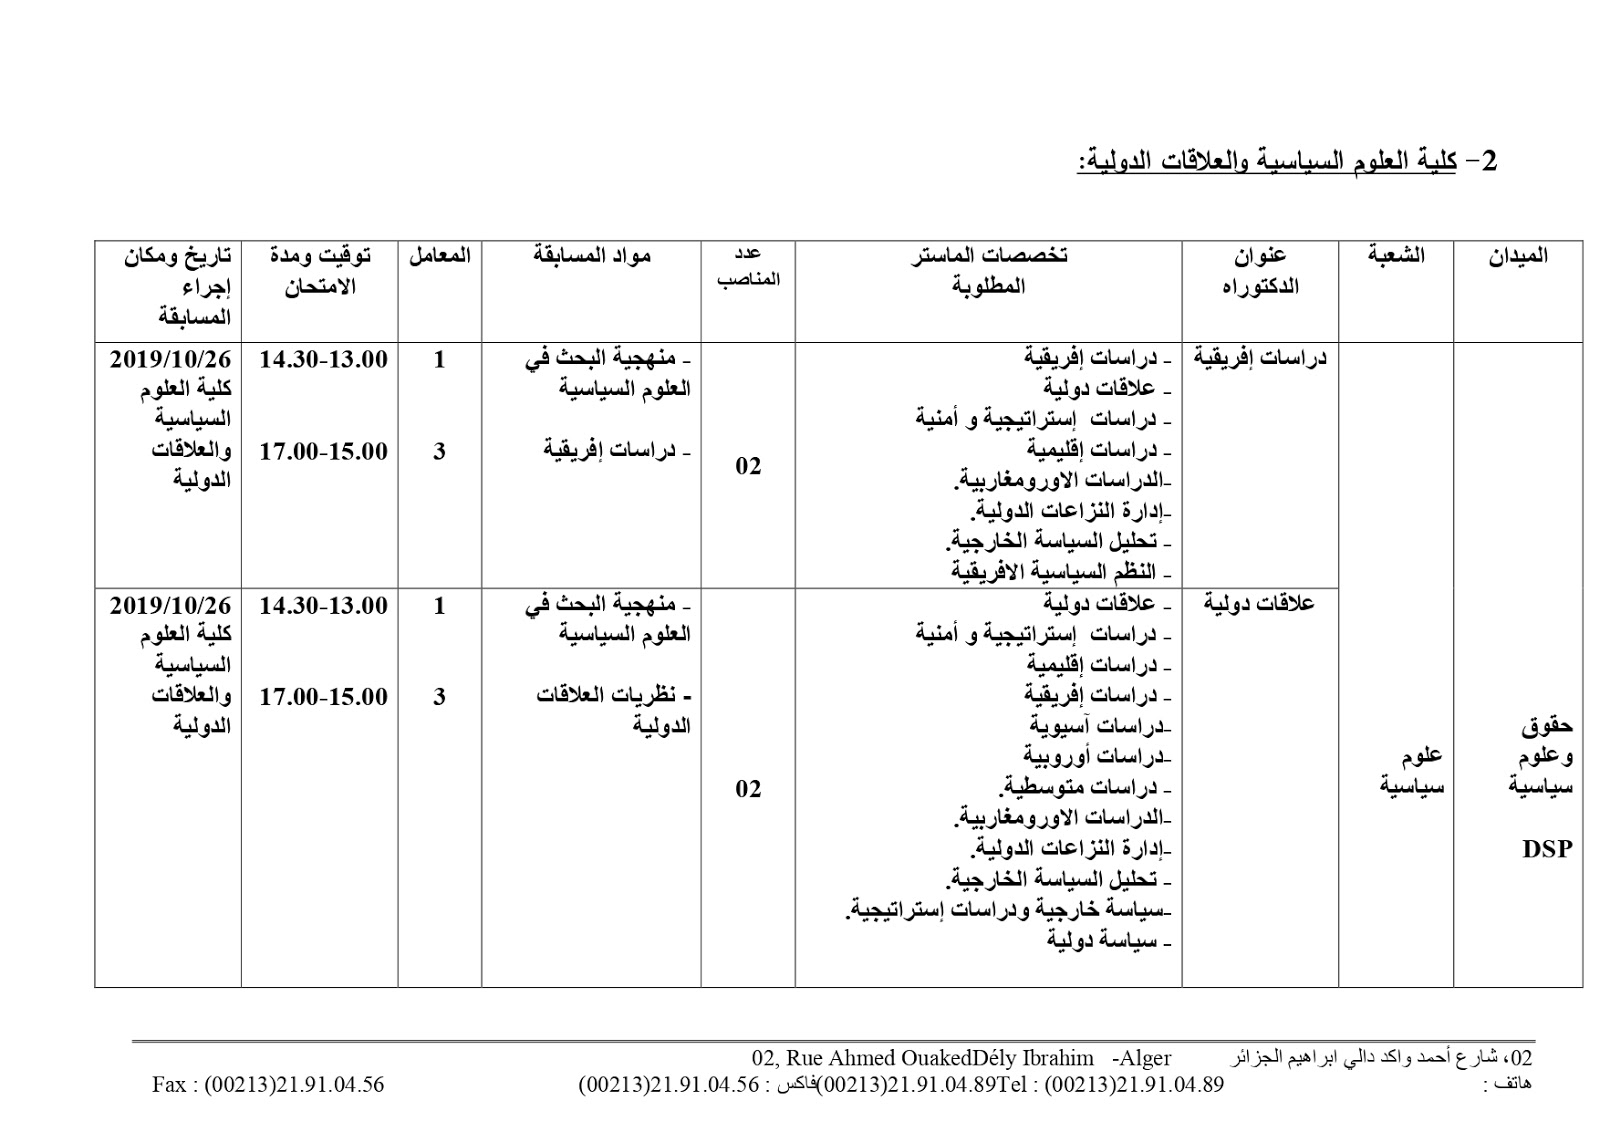 2- كلية العلوم السياسية والعلاقات الدولية:
الميدان
الشعبة
عنوان
الدكتوراه
تخصصات الماستر
المطلوبة
عدد
المناصب
مواد المسابقة
المعامل
توقيت ومدة
الامتحان
تاريخ ومكان
إجراء
المسابقة
حقوق
وعلوم
سياسية
DSP
علوم
سياسية
دراسات إفريقية
- دراسات إفريقية
- علاقات دولية
- دراسات إستراتيجية و أمنية
- دراسات إقليمية
-الدراسات الاورومغاربية.
-إدارة النزاعات الدولية.
- تحليل السياسة الخارجية.
- النظم السياسية الافريقية
02
- منهجية البحث في
العلوم السياسية
- دراسات إفريقية
1
3
14.30-13.00
17.00-15.00
2019/10/26
كلية العلوم
السياسية
والعلاقات
الدولية
علاقات دولية
- علاقات دولية
- دراسات إستراتيجية و أمنية
- دراسات إقليمية
- دراسات إفريقية
-دراسات آسيوية
-دراسات أوروبية
- دراسات متوسطية.
-الدراسات الاورومغاربية.
-إدارة النزاعات الدولية.
- تحليل السياسة الخارجية.
-سياسة خارجية ودراسات إستراتيجية.
- سياسة دولية
02
- منهجية البحث في
العلوم السياسية
- نظريات العلاقات
الدولية
1
3
14.30-13.00
17.00-15.00
2019/10/26
كلية العلوم
السياسية
والعلاقات
الدولية
02، شارع أحمد واكد دالي ابراهيم الجزائر 02, Rue Ahmed OuakedDély Ibrahim -Alger
هاتف : (00213)21.91.04.89Tel : (00213)21.91.04.89 فاكس : (00213)21.91.04.56 Fax : (00213)21.91.04.56